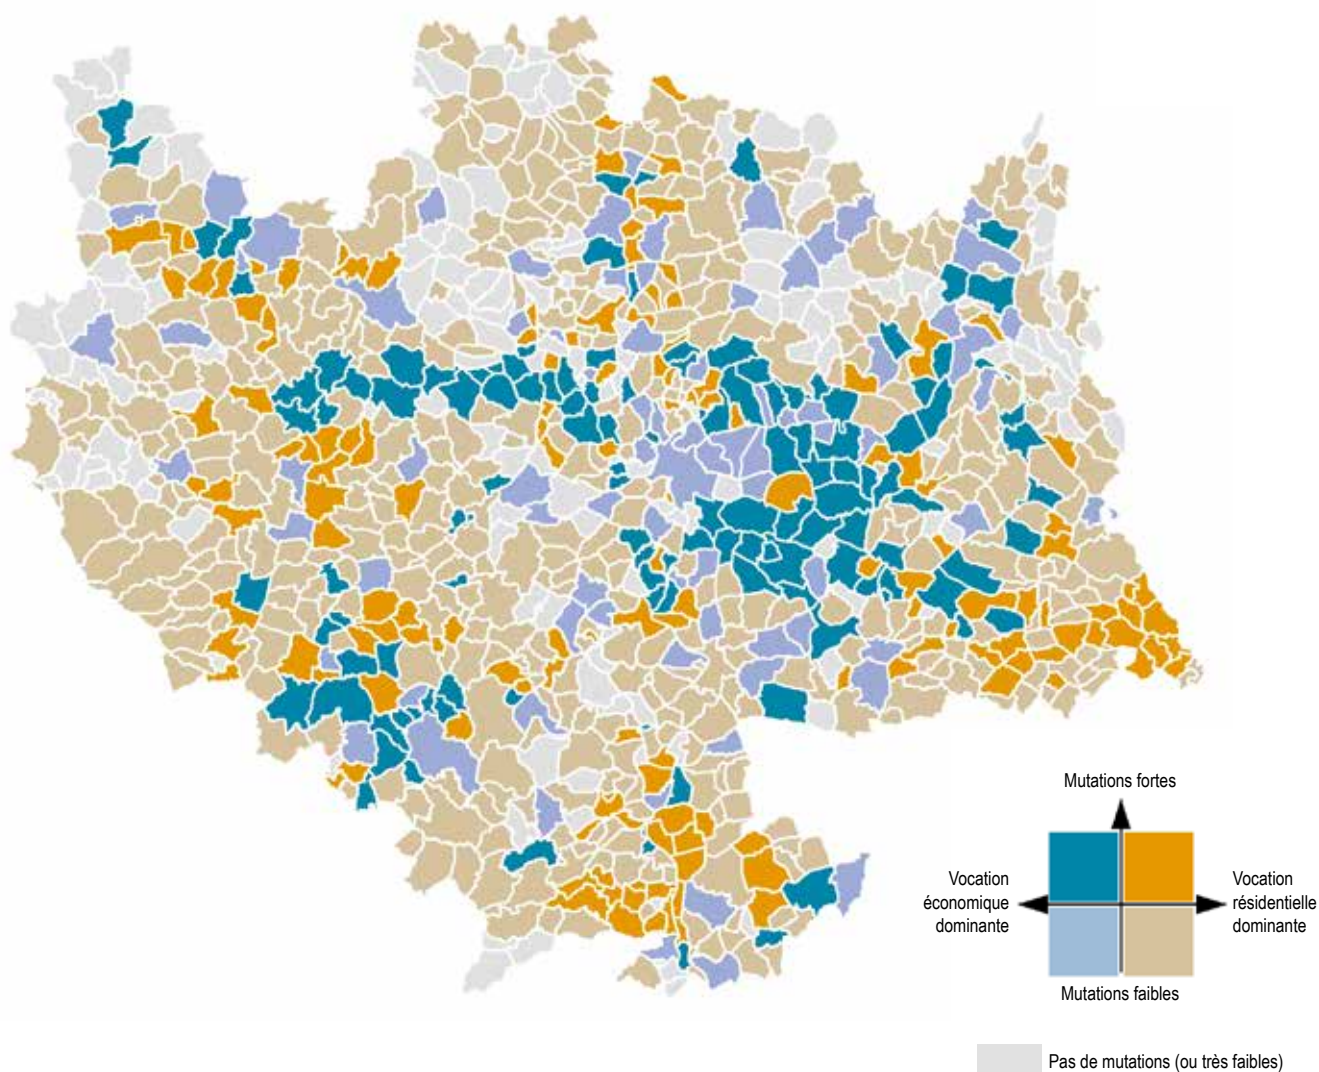 Mutations fortes
Vocation
économique
dominante
Vocation
résidentielle
dominante
Mutations faibles
Pas de mutations (ou très faibles)